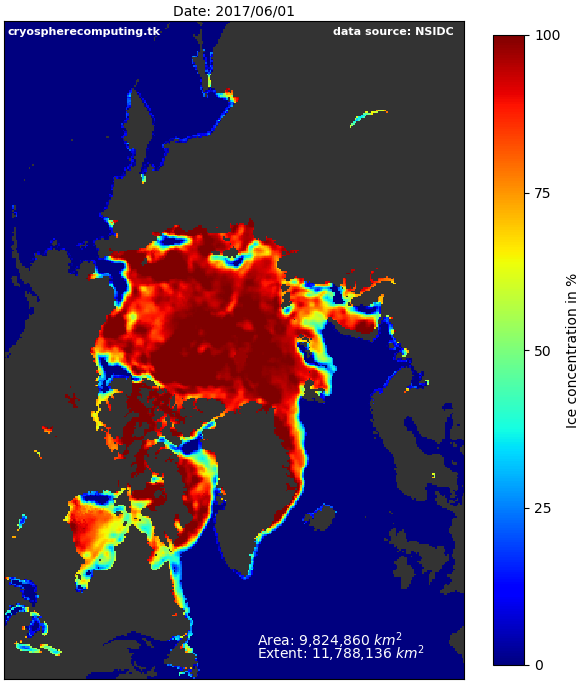 Date: 2017/06/01
cryospherecomputing.tk data source: NSIDC
100
75
50
25
0
Ice concentration in %
Area: 9,824,860 km²
Extent: 11,788,136 km²